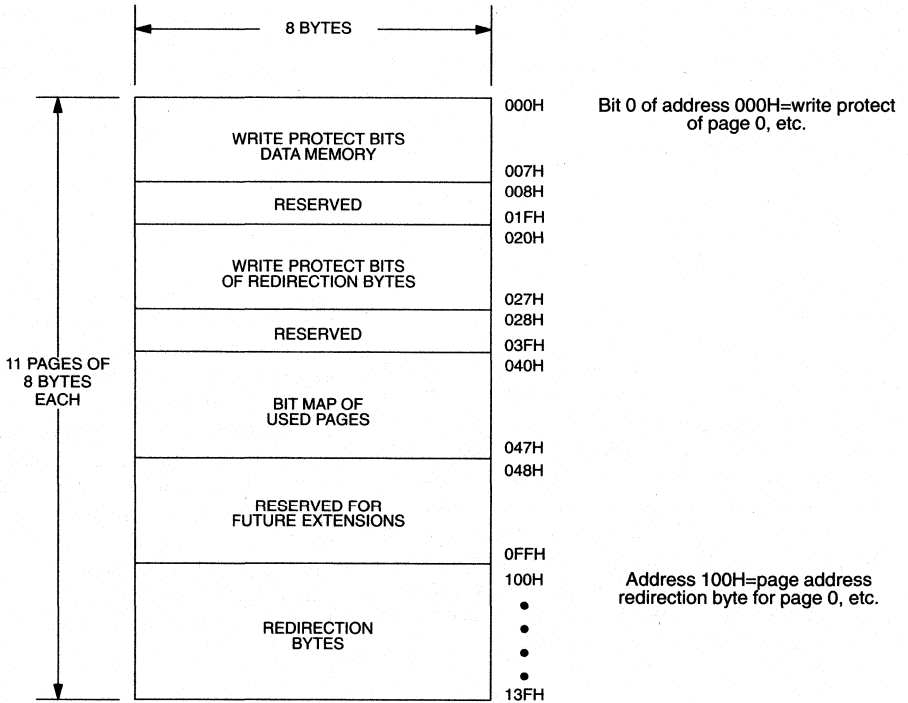 8 BYTES
000H
Bit 0 of address 000H=write protect
of page 0, etc.
WRITE PROTECT BITS
DATA MEMORY
007H
008H
RESERVED
01FH
020H
WRITE PROTECT BITS
OF REDIRECTION BYTES
027H
028H
RESERVED
03FH
040H
11 PAGES OF
8 BYTES
EACH
BIT MAP OF
USED PAGES
047H
048H
RESERVED FOR
FUTURE EXTENSIONS
0FFH
100H
Address 100H=page address
redirection byte for page 0, etc.
REDIRECTION
BYTES
13FH